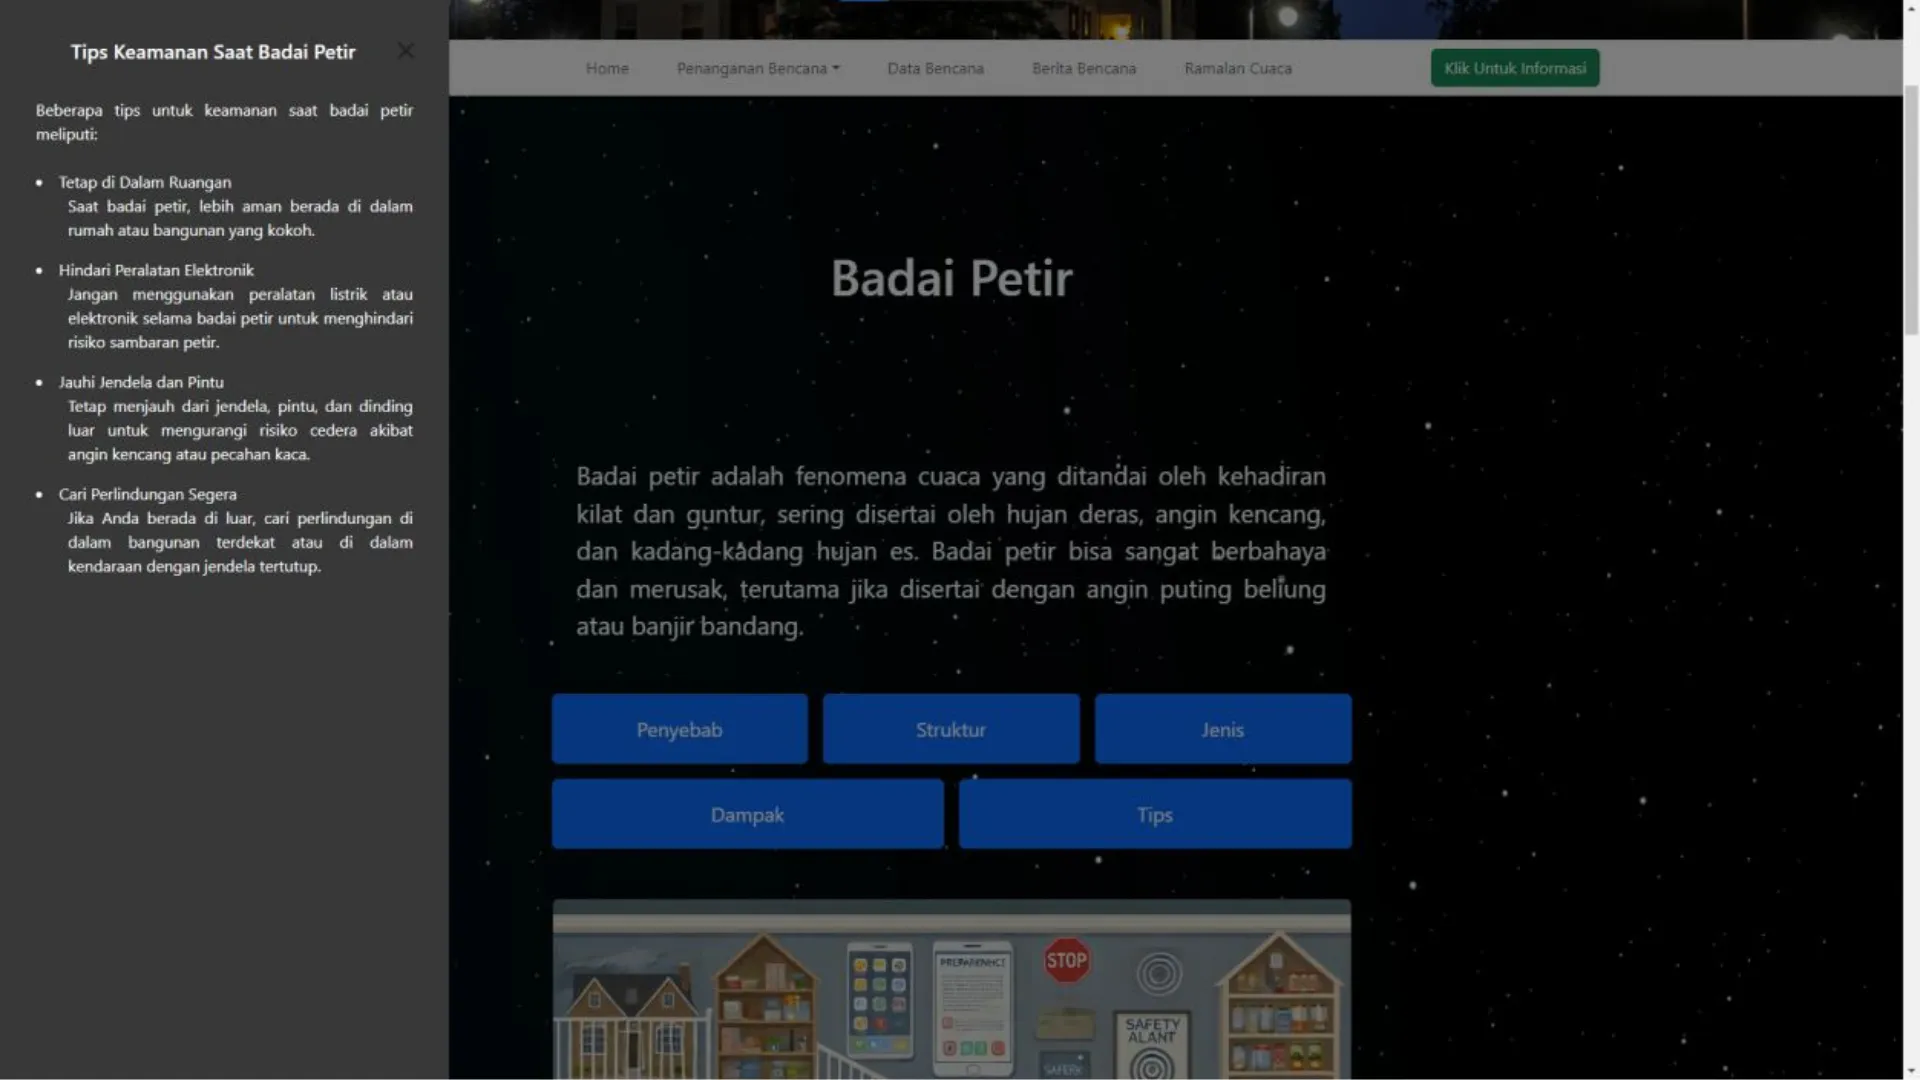 Tips Keamanan Saat Badai Petir
Beberapa tips untuk keamanan saat badai petir
meliputi:
• Tetap di Dalam Ruangan
Saat badai petir, lebih aman berada di dalam
rumah atau bangunan yang kokoh.
• Hindari Peralatan Elektronik
Jangan menggunakan peralatan listrik atau
elektronik selama badai petir untuk menghindari
risiko sambaran petir.
• Jauhi Jendela dan Pintu
Tetap menjauh dari jendela, pintu, dan dinding
luar untuk mengurangi risiko cedera akibat
angin kencang atau pecahan kaca.
• Cari Perlindungan Segera
Jika Anda berada di luar, cari perlindungan di
dalam bangunan terdekat atau di dalam
kendaraan dengan jendela tertutup.
Home Penanganan Bencana Data Bencana Berita Bencana Ramalan Cuaca Klik Untuk Informasi
Badai Petir
Badai petir adalah fenomena cuaca yang ditandai oleh kehadiran
kilat dan guntur, sering disertai oleh hujan deras, angin kencang,
dan kadang-kadang hujan es. Badai petir bisa sangat berbahaya
dan merusak, terutama jika disertai dengan angin puting beliung
atau banjir bandang.
Penyebab Struktur Jenis
Dampak Tips
STOP
SAFETY
ALANT